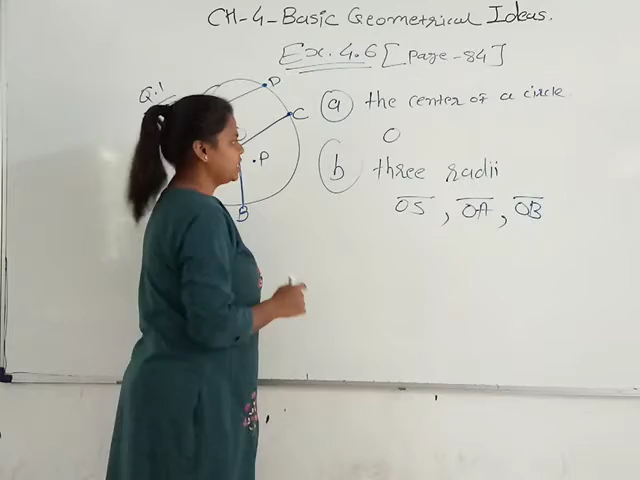 CH-4-Basic Geometrical Ideas.
Ex. 4.6 [Page-84]
Q.1
D
C
P
B
a the center of a circle
O
b three radii
OS, OA, OB